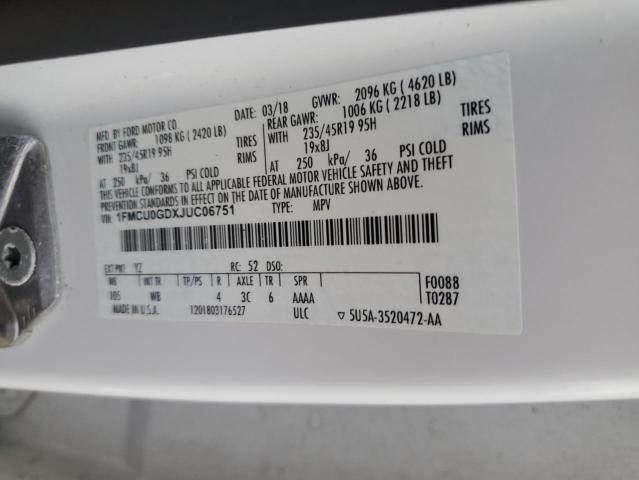 MFD. BY FORD MOTOR CO. DATE: 03/18 GVWR: 2096 KG ( 4620 LB)
FRONT GAWR: 1098 KG ( 2420 LB) REAR GAWR: 1006 KG ( 2218 LB)
WITH 235/45R19 95H TIRES WITH 235/45R19 95H TIRES
19x8J RIMS 19x8J RIMS
AT 250 kPa/ 36 PSI COLD AT 250 kPa/ 36 PSI COLD
THIS VEHICLE CONFORMS TO ALL APPLICABLE FEDERAL MOTOR VEHICLE SAFETY AND THEFT
PREVENTION STANDARDS IN EFFECT ON THE DATE OF MANUFACTURE SHOWN ABOVE.
VIN: 1FMCU0GDXJUC06751 TYPE: MPV
EXT PNT YZ RC: 52 DSO: F0088
WB INT TR TP/PS R AXLE TR SPR T0287
105 WB 4 3C 6 AAAA
MADE IN U.S.A. 1201803176527 ULC ▽ 5U5A-3520472-AA